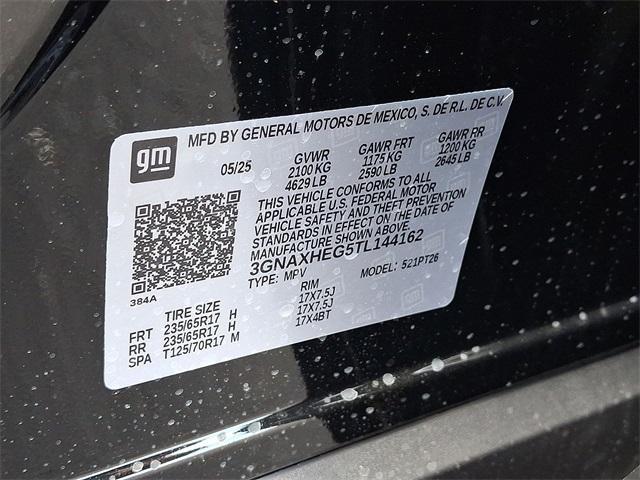 gm
MFD BY GENERAL MOTORS DE MEXICO, S. DE R.L. DE C.V.
05/25 GVWR GAWR FRT GAWR RR
2100 KG 1175 KG 1200 KG
4629 LB 2590 LB 2645 LB
THIS VEHICLE CONFORMS TO ALL
APPLICABLE U.S. FEDERAL MOTOR
VEHICLE SAFETY AND THEFT PREVENTION
STANDARDS IN EFFECT ON THE DATE OF
MANUFACTURE SHOWN ABOVE.
3GNAXHEG5TL144162
TYPE: MPV MODEL: 521PT26
384A
TIRE SIZE RIM
FRT 235/65R17 H 17X7.5J
RR 235/65R17 H 17X7.5J
SPA T125/70R17 M 17X4BT